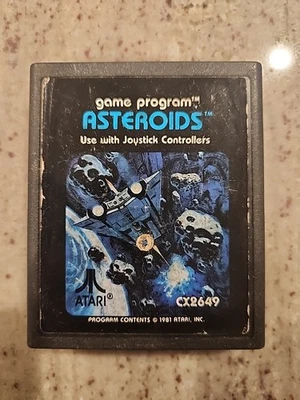 game program™
ASTEROIDS™
Use with Joystick Controllers
ATARI®
CX2649
PROGRAM CONTENTS © 1981 ATARI, INC.